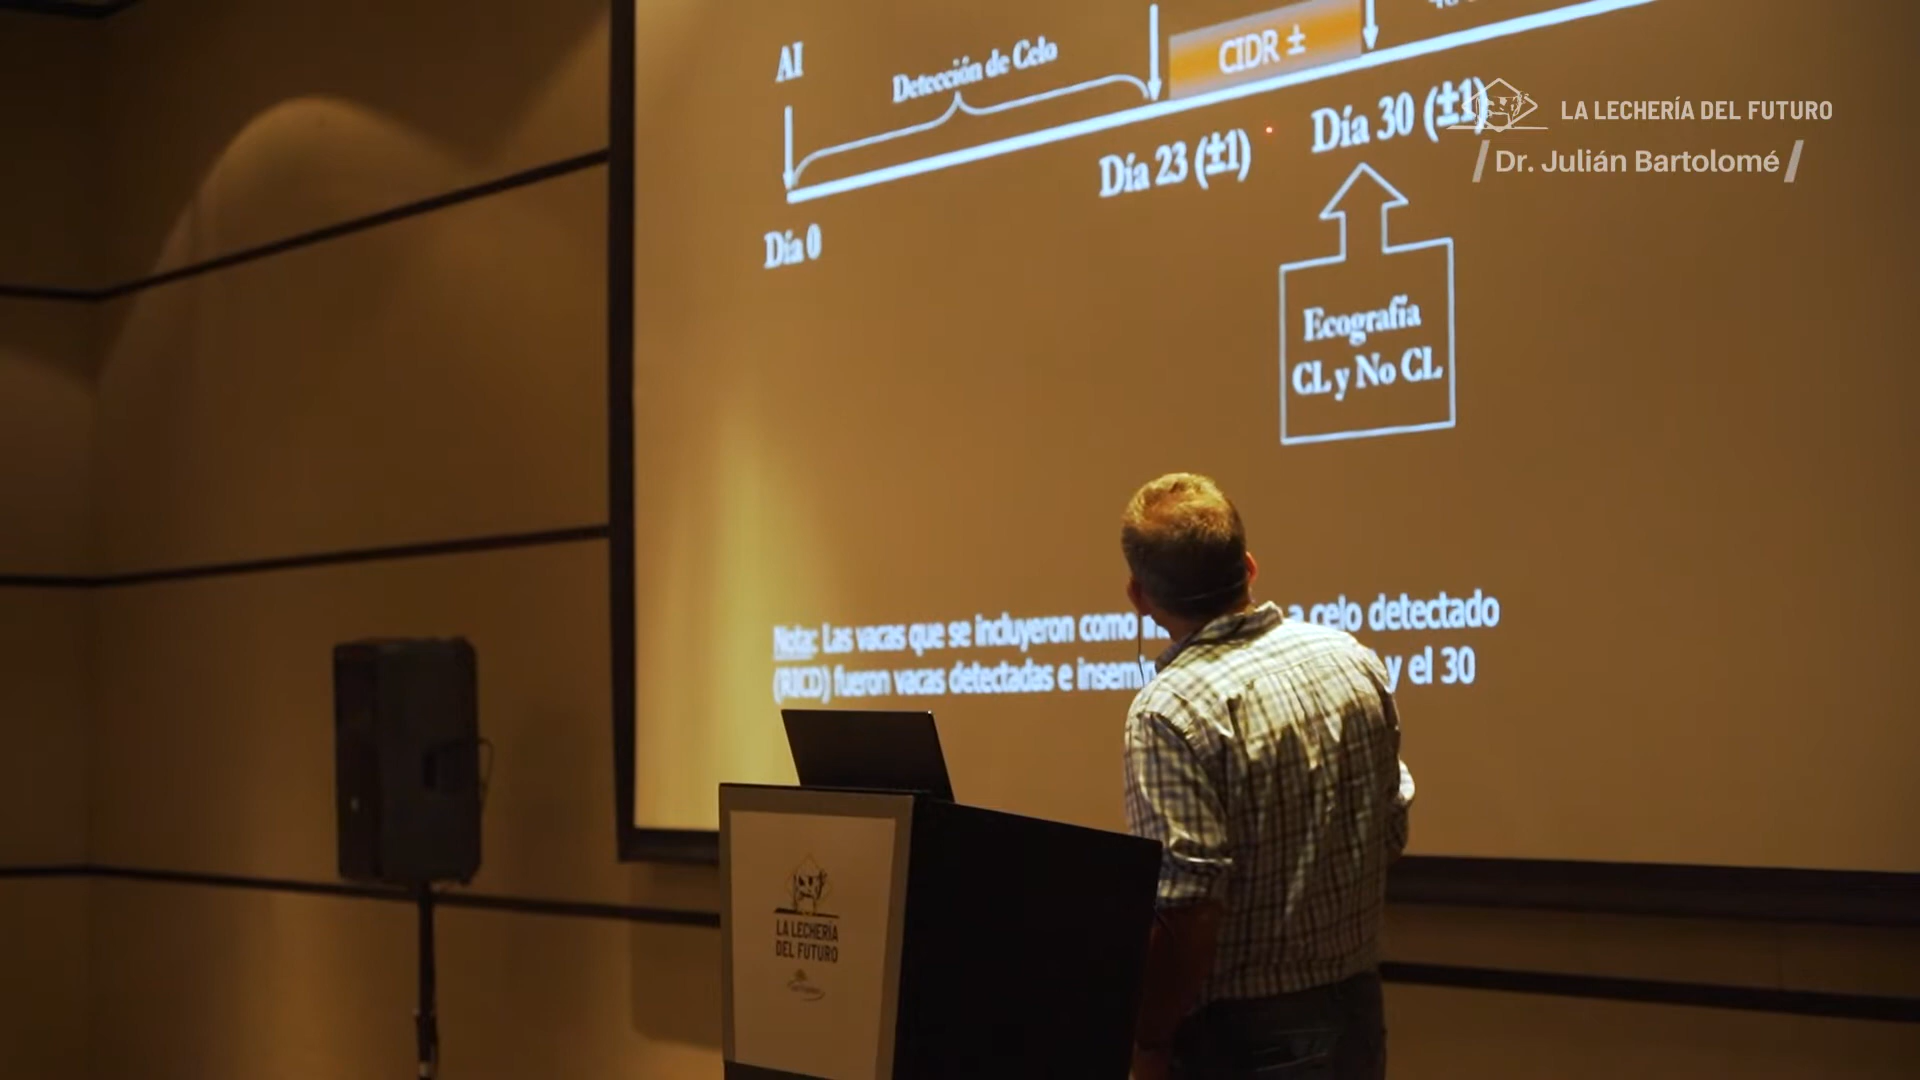 AI
Detección de Celo
CIDR ±
Día 0
Día 23 (±1)
Día 30 (±1)
LA LECHERÍA DEL FUTURO
/ Dr. Julián Bartolomé /
Ecografía
CL y No CL
Nota: Las vacas que se incluyeron como a celo detectado
(RICD) fueron vacas detectadas e insemin y el 30
LA LECHERÍA
DEL FUTURO